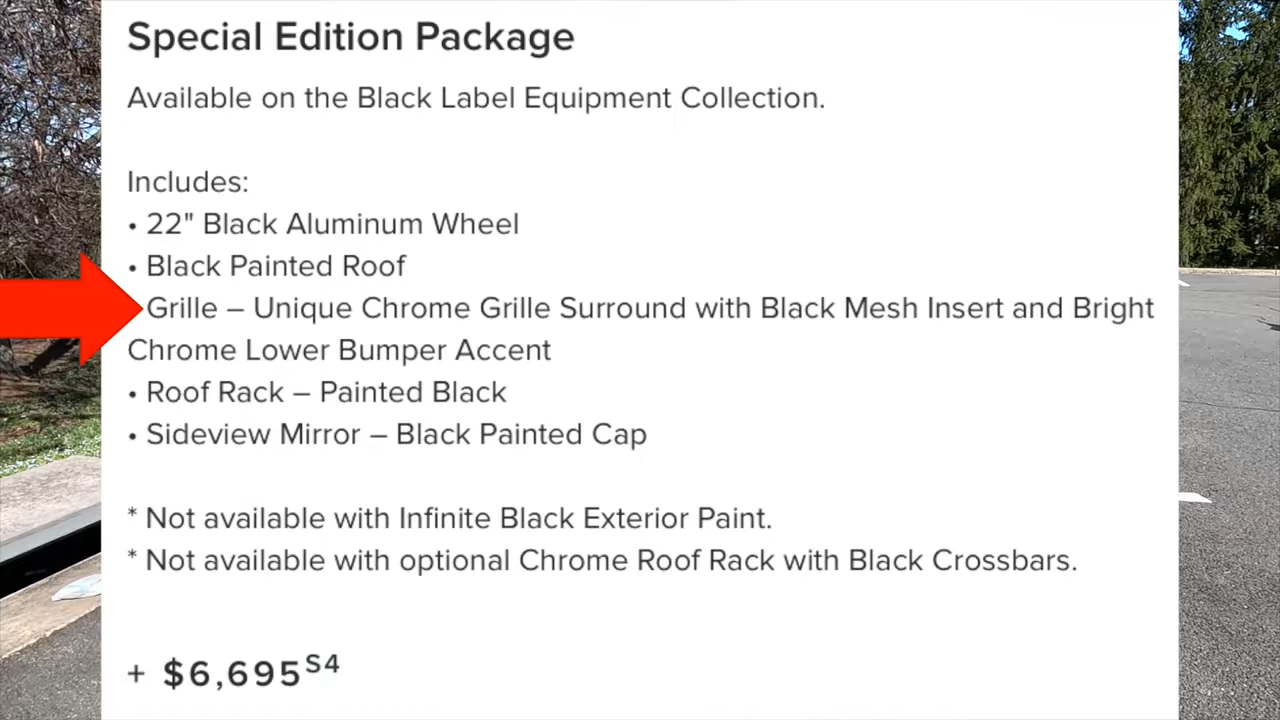 Special Edition Package
Available on the Black Label Equipment Collection.
Includes:
• 22" Black Aluminum Wheel
• Black Painted Roof
Grille – Unique Chrome Grille Surround with Black Mesh Insert and Bright
Chrome Lower Bumper Accent
• Roof Rack – Painted Black
• Sideview Mirror – Black Painted Cap
* Not available with Infinite Black Exterior Paint.
* Not available with optional Chrome Roof Rack with Black Crossbars.
+ $6,695S4